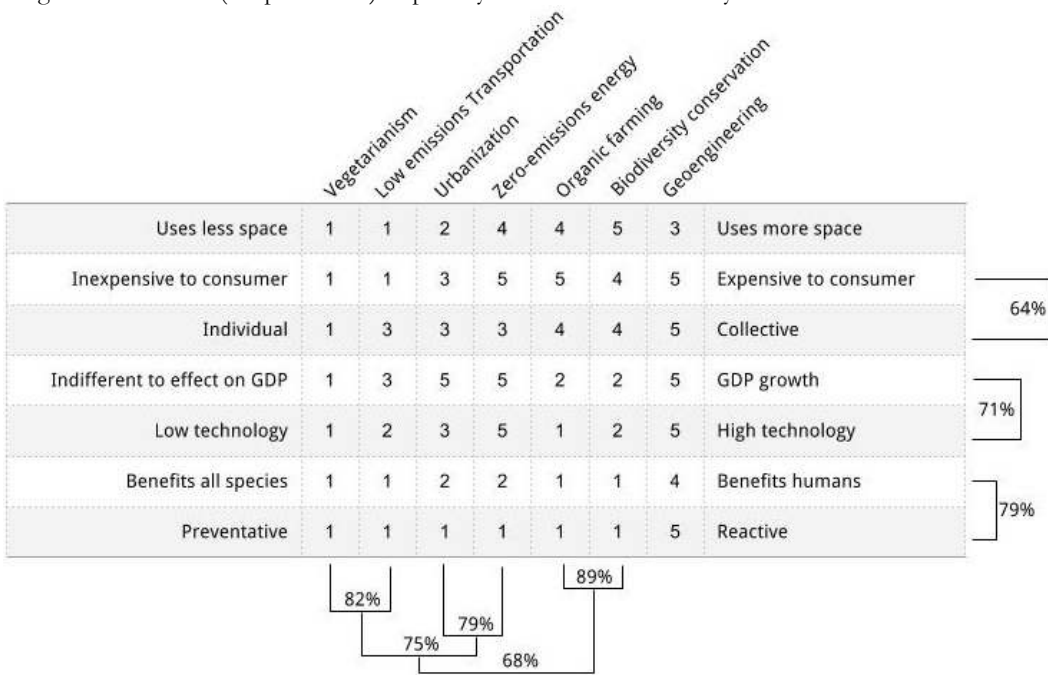 Vegetarianism
Low emissions Transportation
Urbanization
Zero-emissions energy
Organic farming
Biodiversity conservation
Geoengineering
Uses less space 1 1 2 4 4 5 3 Uses more space
Inexpensive to consumer 1 1 3 5 5 4 5 Expensive to consumer
64%
Individual 1 3 3 3 4 4 5 Collective
Indifferent to effect on GDP 1 3 5 5 2 2 5 GDP growth
71%
Low technology 1 2 3 5 1 2 5 High technology
Benefits all species 1 1 2 2 1 1 4 Benefits humans
79%
Preventative 1 1 1 1 1 1 5 Reactive
89%
82%
79%
75%
68%